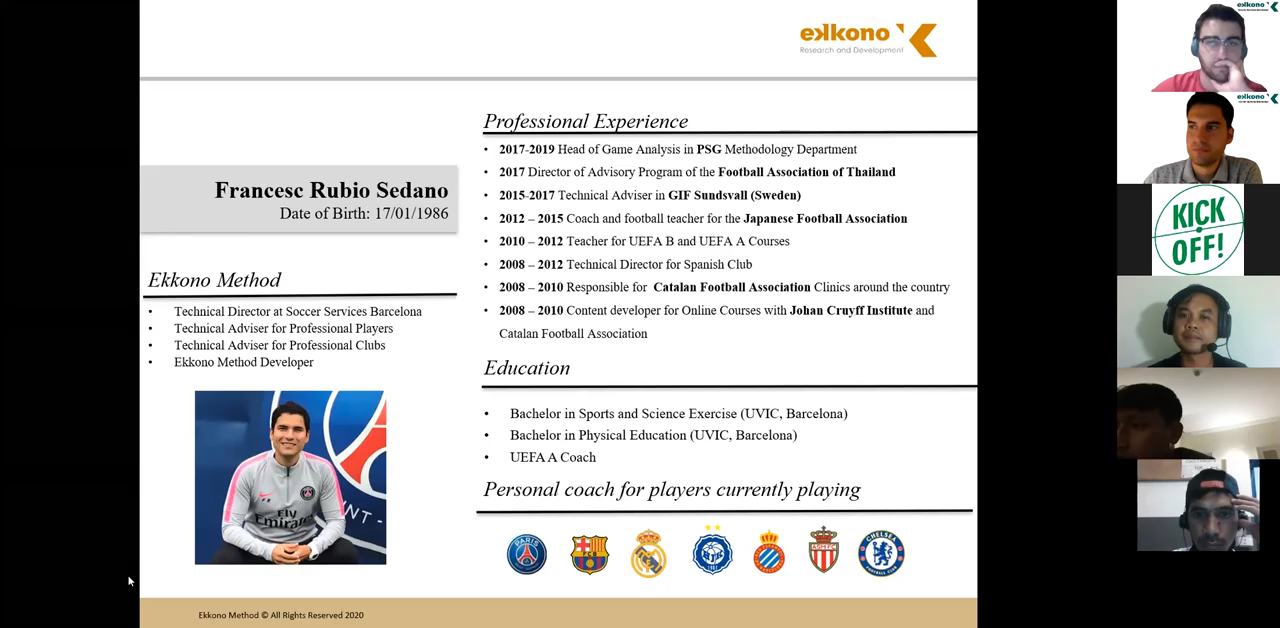 ekkono
Research and Development
Francesc Rubio Sedano
Date of Birth: 17/01/1986
Ekkono Method
• Technical Director at Soccer Services Barcelona
• Technical Adviser for Professional Players
• Technical Adviser for Professional Clubs
• Ekkono Method Developer
Fly
Emirates
Professional Experience
• 2017-2019 Head of Game Analysis in PSG Methodology Department
• 2017 Director of Advisory Program of the Football Association of Thailand
• 2015-2017 Technical Adviser in GIF Sundsvall (Sweden)
• 2012 – 2015 Coach and football teacher for the Japanese Football Association
• 2010 – 2012 Teacher for UEFA B and UEFA A Courses
• 2008 – 2012 Technical Director for Spanish Club
• 2008 – 2010 Responsible for Catalan Football Association Clinics around the country
• 2008 – 2010 Content developer for Online Courses with Johan Cruyff Institute and
Catalan Football Association
Education
• Bachelor in Sports and Science Exercise (UVIC, Barcelona)
• Bachelor in Physical Education (UVIC, Barcelona)
• UEFA A Coach
Personal coach for players currently playing
PARIS
CHELSEA
Ekkono Method © All Rights Reserved 2020
ekkono
ekkono
KICK
OFF!